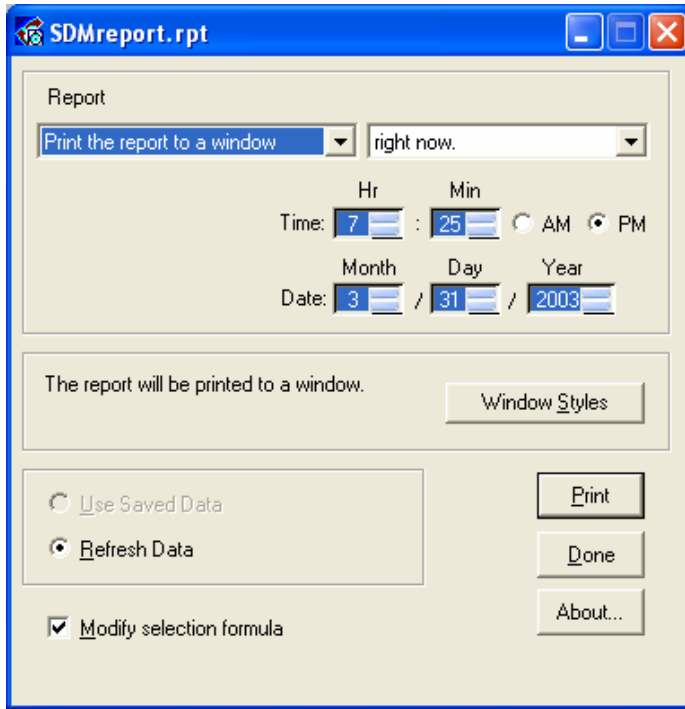 SDMreport.rpt
Report
Print the report to a window right now.
Hr Min
Time: 7 : 25 AM PM
Month Day Year
Date: 3 / 31 / 2003
The report will be printed to a window.
Window Styles
Use Saved Data
Print
Refresh Data
Done
Modify selection formula
About...